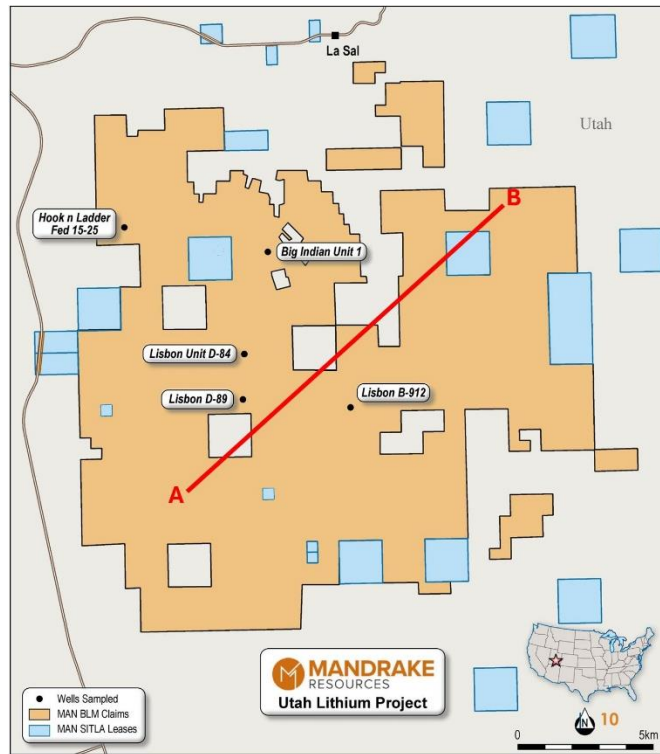 La Sal
Utah
B
Hook n Ladder
Fed 15-25
Big Indian Unit 1
Lisbon Unit D-84
Lisbon D-89
Lisbon B-912
A
MANDRAKE
RESOURCES
Utah Lithium Project
Wells Sampled
MAN BLM Claims
MAN SITLA Leases
N 10
0 5km